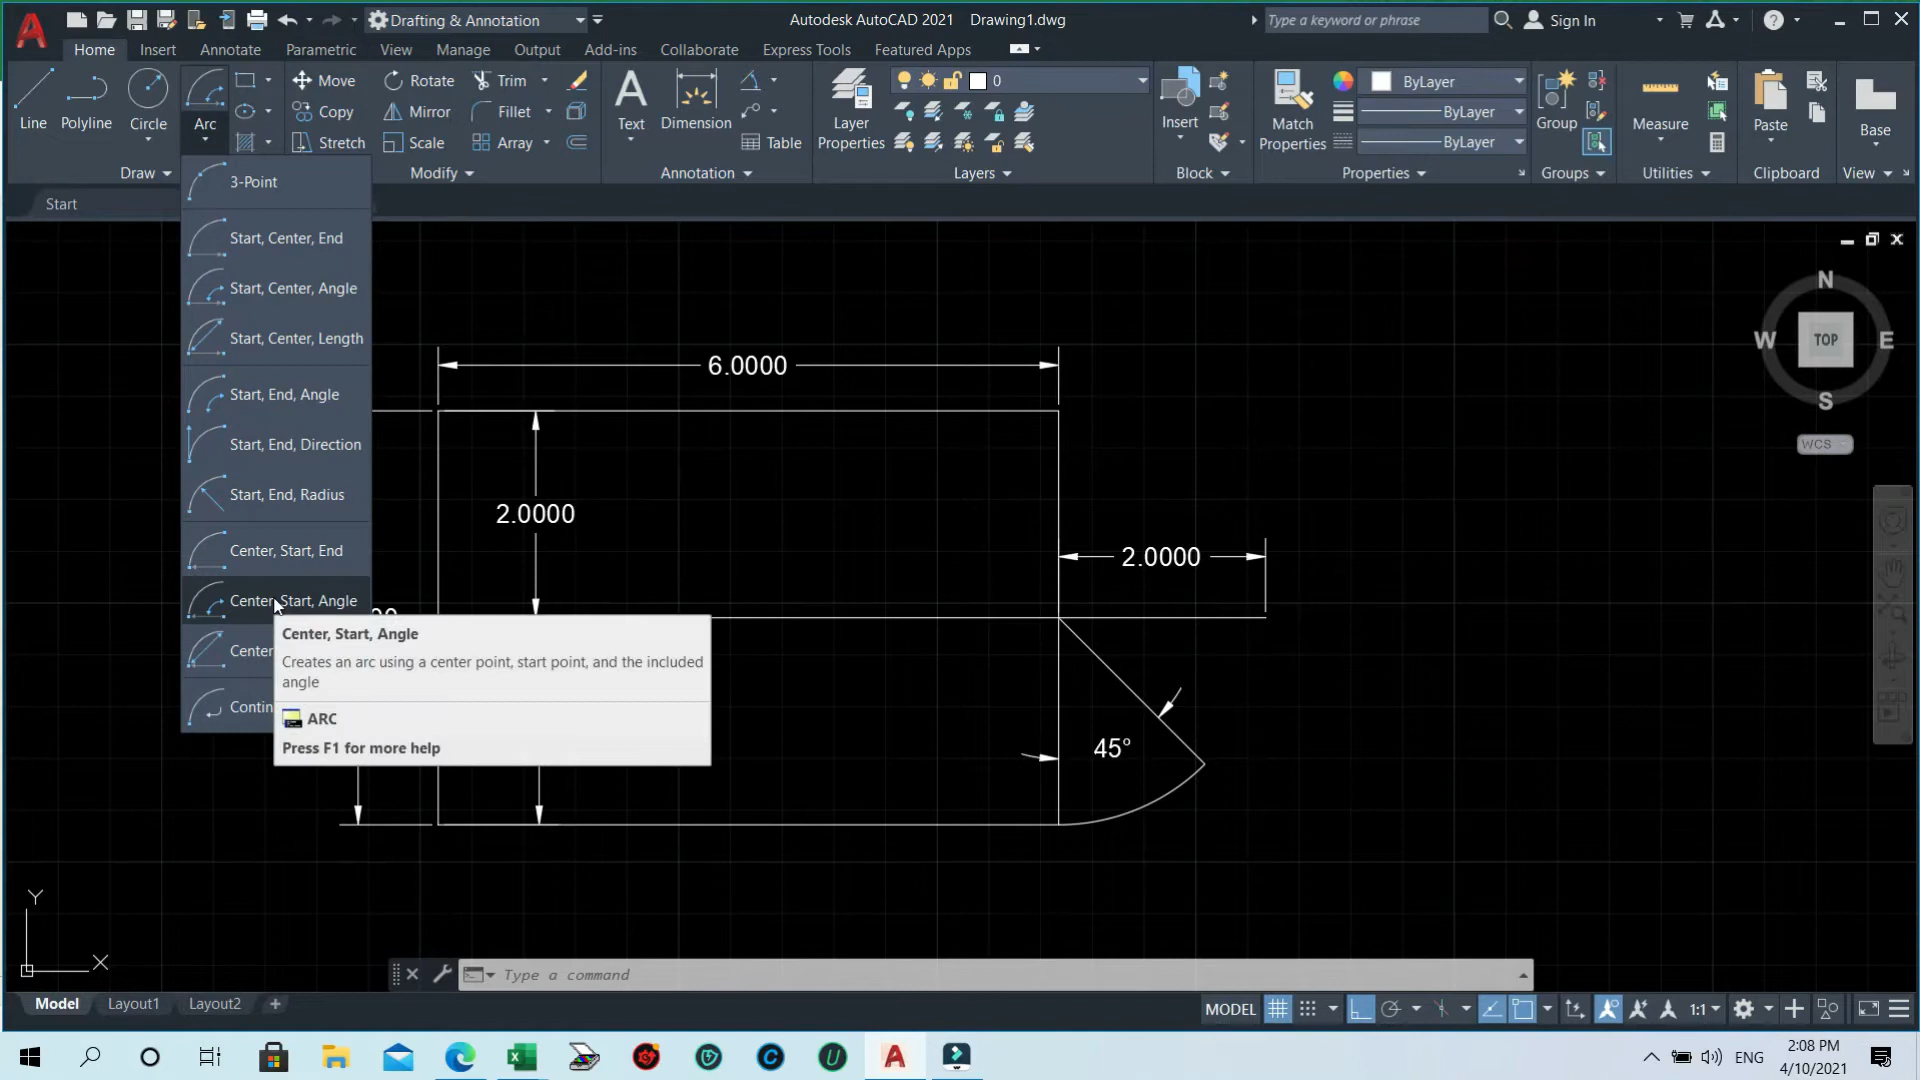 Drafting & Annotation
Autodesk AutoCAD 2021 Drawing1.dwg
Type a keyword or phrase
Sign In
Home Insert Annotate Parametric View Manage Output Add-ins Collaborate Express Tools Featured Apps
Line
Polyline
Circle
Arc
Move
Rotate
Trim
Copy
Mirror
Fillet
Stretch
Scale
Array
Text
Dimension
Table
Layer
Properties
0
Insert
Match
Properties
ByLayer
ByLayer
ByLayer
Group
Measure
Paste
Base
Draw
Modify
Annotation
Layers
Block
Properties
Groups
Utilities
Clipboard
View
Start
3-Point
Start, Center, End
Start, Center, Angle
Start, Center, Length
Start, End, Angle
Start, End, Direction
Start, End, Radius
Center, Start, End
Center, Start, Angle
Center
Contin
Center, Start, Angle
Creates an arc using a center point, start point, and the included
angle
ARC
Press F1 for more help
6.0000
2.0000
2.0000
45°
N
W TOP E
S
WCS
Y
X
Type a command
Model Layout1 Layout2
MODEL
1:1
ENG
2:08 PM
4/10/2021